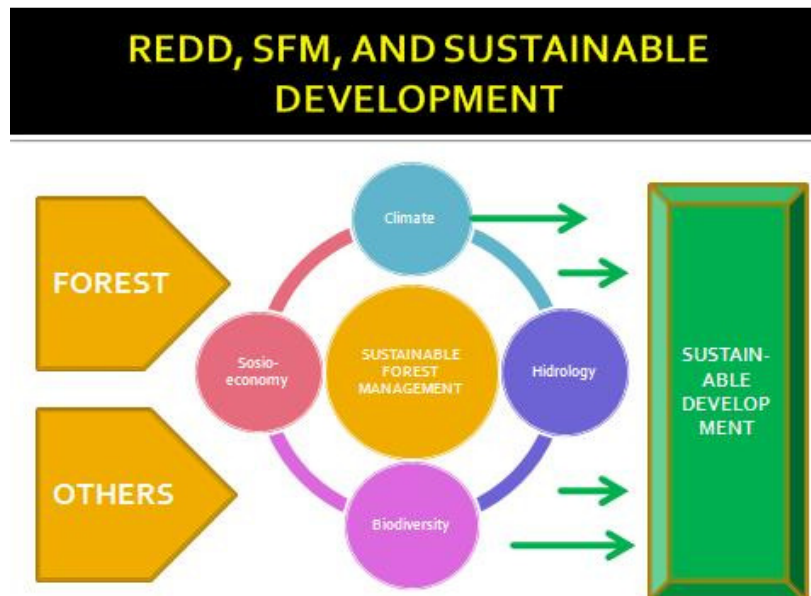 REDD, SFM, AND SUSTAINABLE
DEVELOPMENT
FOREST
OTHERS
Climate
Sosio-
economy
SUSTAINABLE
FOREST
MANAGEMENT
Hidrology
Biodiversity
SUSTAIN-
ABLE
DEVELOP
MENT